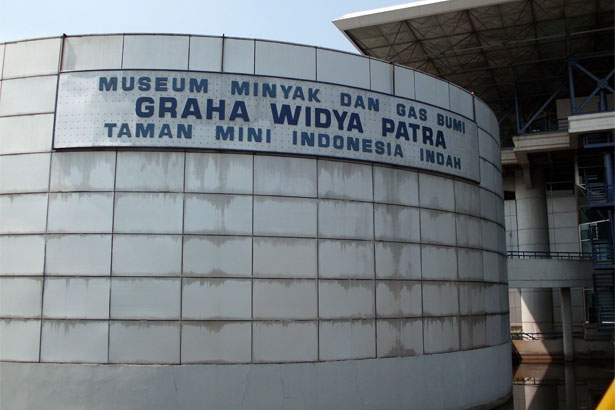 MUSEUM MINYAK DAN GAS BUMI
GRAHA WIDYA PATRA
TAMAN MINI INDONESIA INDAH